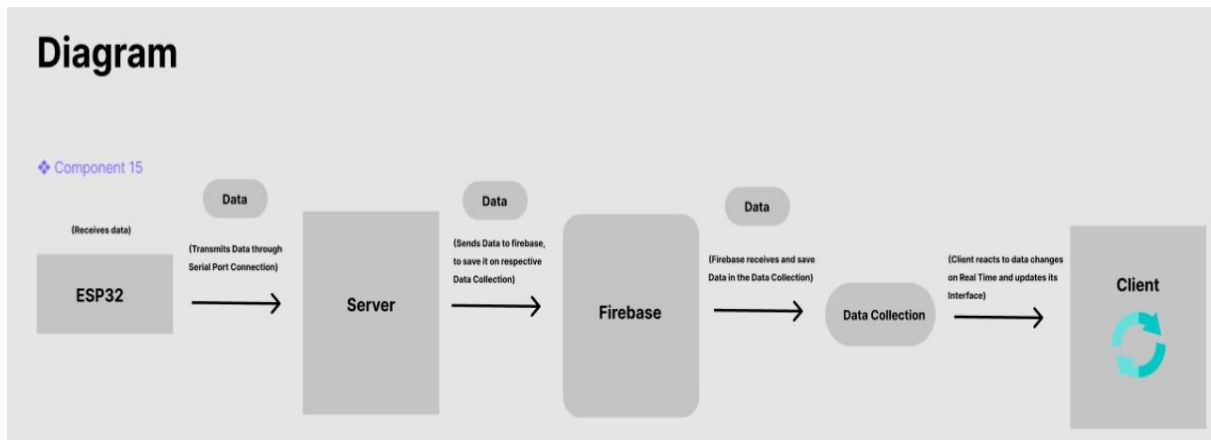 Diagram
Component 15
(Receives data)
ESP32
Data
(Transmits Data through
Serial Port Connection)
Server
Data
(Sends Data to firebase,
to save it on respective
Data Collection)
Firebase
Data
(Firebase receives and save
Data in the Data Collection)
Data Collection
(Client reacts to data changes
on Real Time and updates its
Interface)
Client